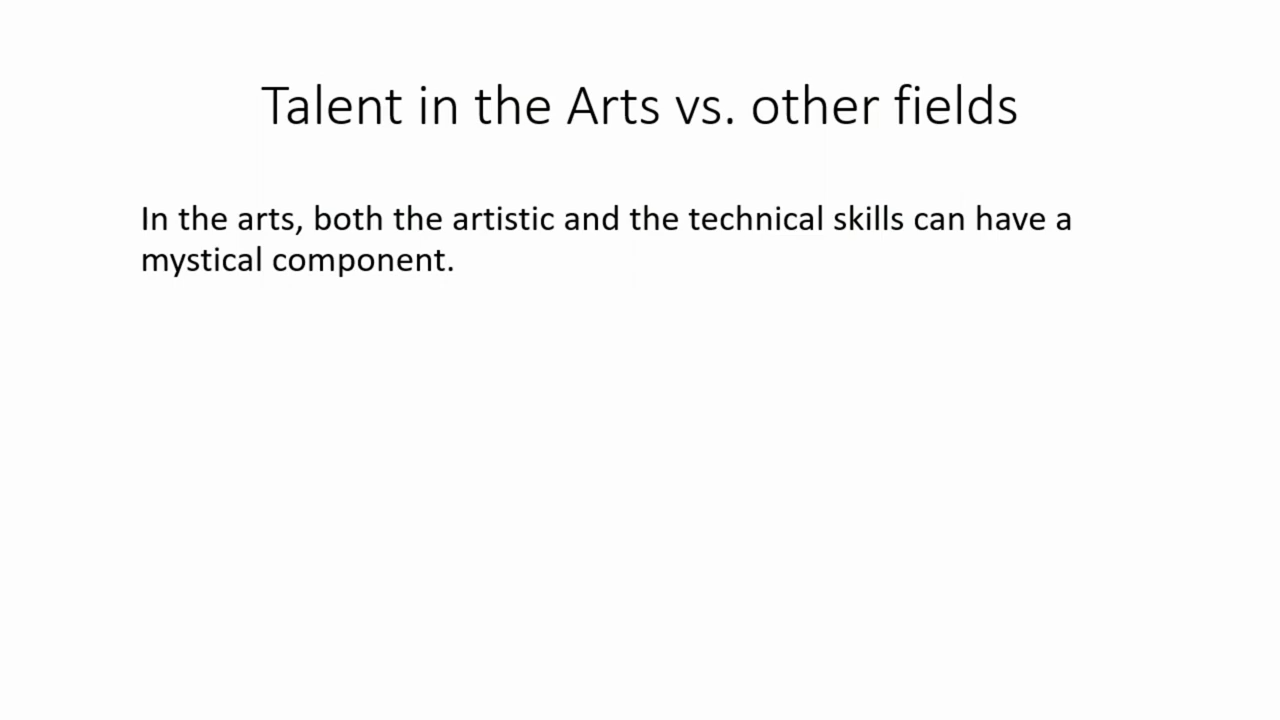 Talent in the Arts vs. other fields
In the arts, both the artistic and the technical skills can have a
mystical component.